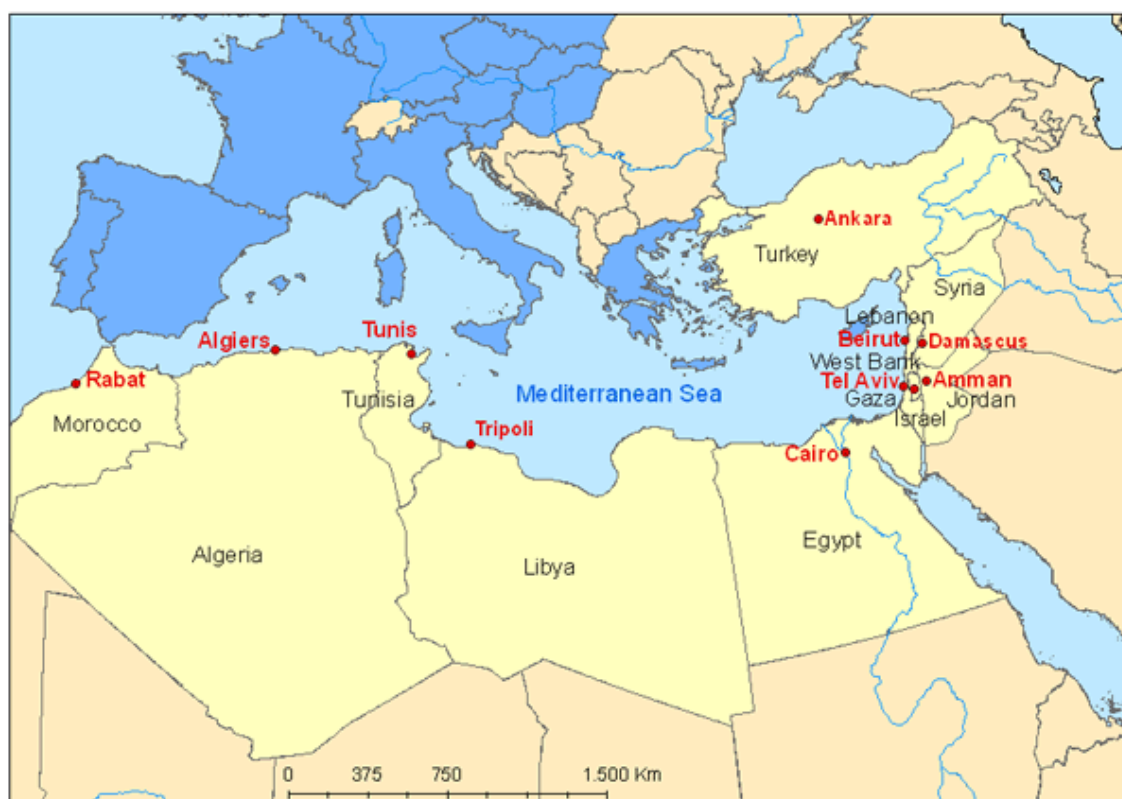 Ankara
Turkey
Syria
Lebanon
Beirut
Damascus
Algiers
Tunis
West Bank
Rabat
Tel Aviv
Amman
Mediterranean Sea
Tunisia
Gaza
Jordan
Morocco
Israel
Tripoli
Cairo
Egypt
Algeria
Libya
0 375 750 1.500 Km